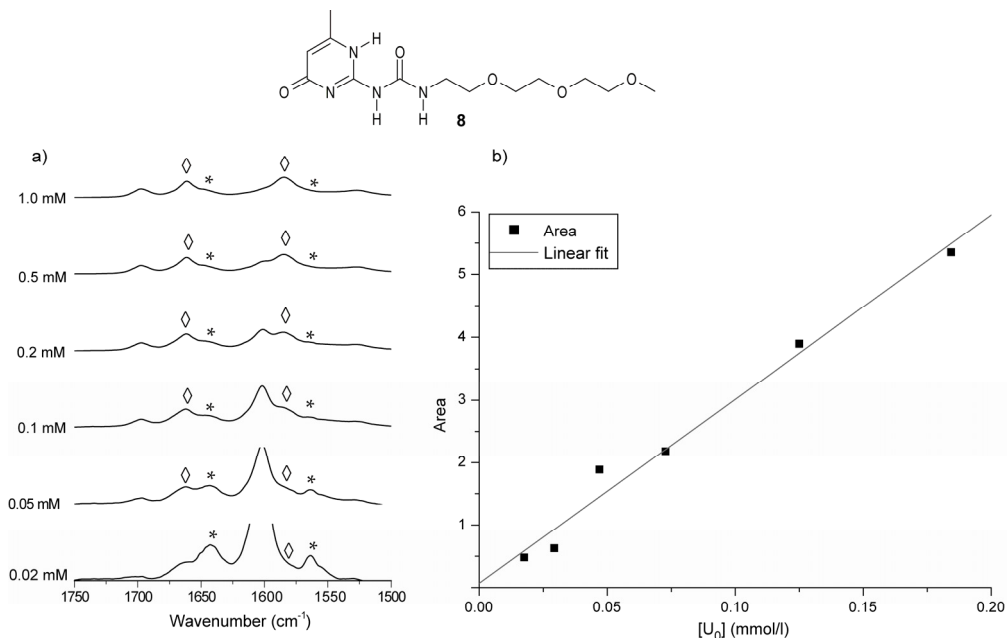 H
N
O
O
N
N
N
H
H
O
O
O
8
a)
◊ * ◊ *
1.0 mM
◊ * ◊ *
0.5 mM
◊ * ◊ *
0.2 mM
◊ * ◊ *
0.1 mM
◊ * ◊ *
0.05 mM
* ◊ *
0.02 mM
1750 1700 1650 1600 1550 1500
Wavenumber (cm⁻¹)
b)
Area
Linear fit
6
5
4
3
2
1
Area
0.00 0.05 0.10 0.15 0.20
[U₀] (mmol/l)